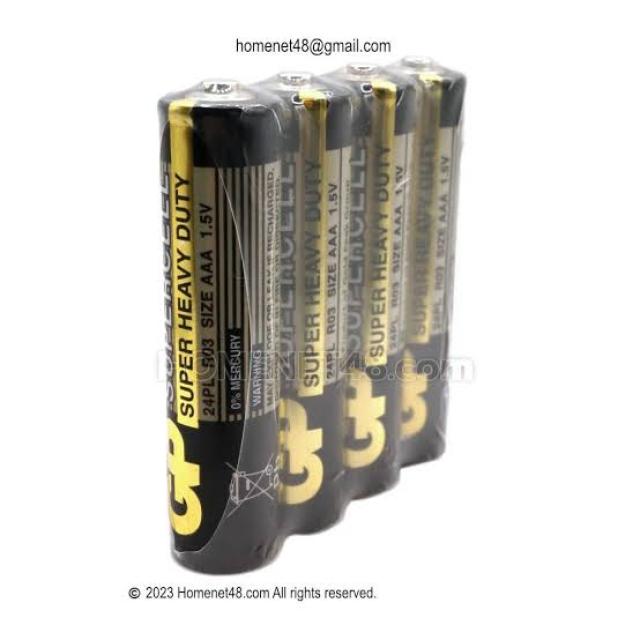 homenet48@gmail.com
SUPERCELL
SUPER HEAVY DUTY
24PL R03 SIZE AAA 1.5V
0% MERCURY
WARNING
GP
SUPERCELL
SUPER HEAVY DUTY
24PL R03 SIZE AAA 1.5V
GP
SUPERCELL
SUPER HEAVY DUTY
24PL R03 SIZE AAA 1.5V
GP
SUPER HEAVY DUTY
24PL R03 SIZE AAA 1.5V
GP
HOMENET48.com
© 2023 Homenet48.com All rights reserved.